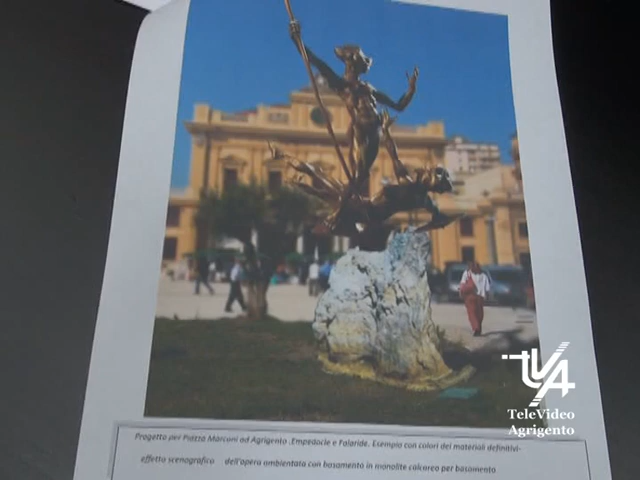 Progetto per Piazza Marconi ad Agrigento .Empedocle e Falaride. Esempio con colori dei materiali definitivi-
effetto scenografico dell'opera ambientata con basamento in monolite calcareo per basamento
TVA
TeleVideo
Agrigento